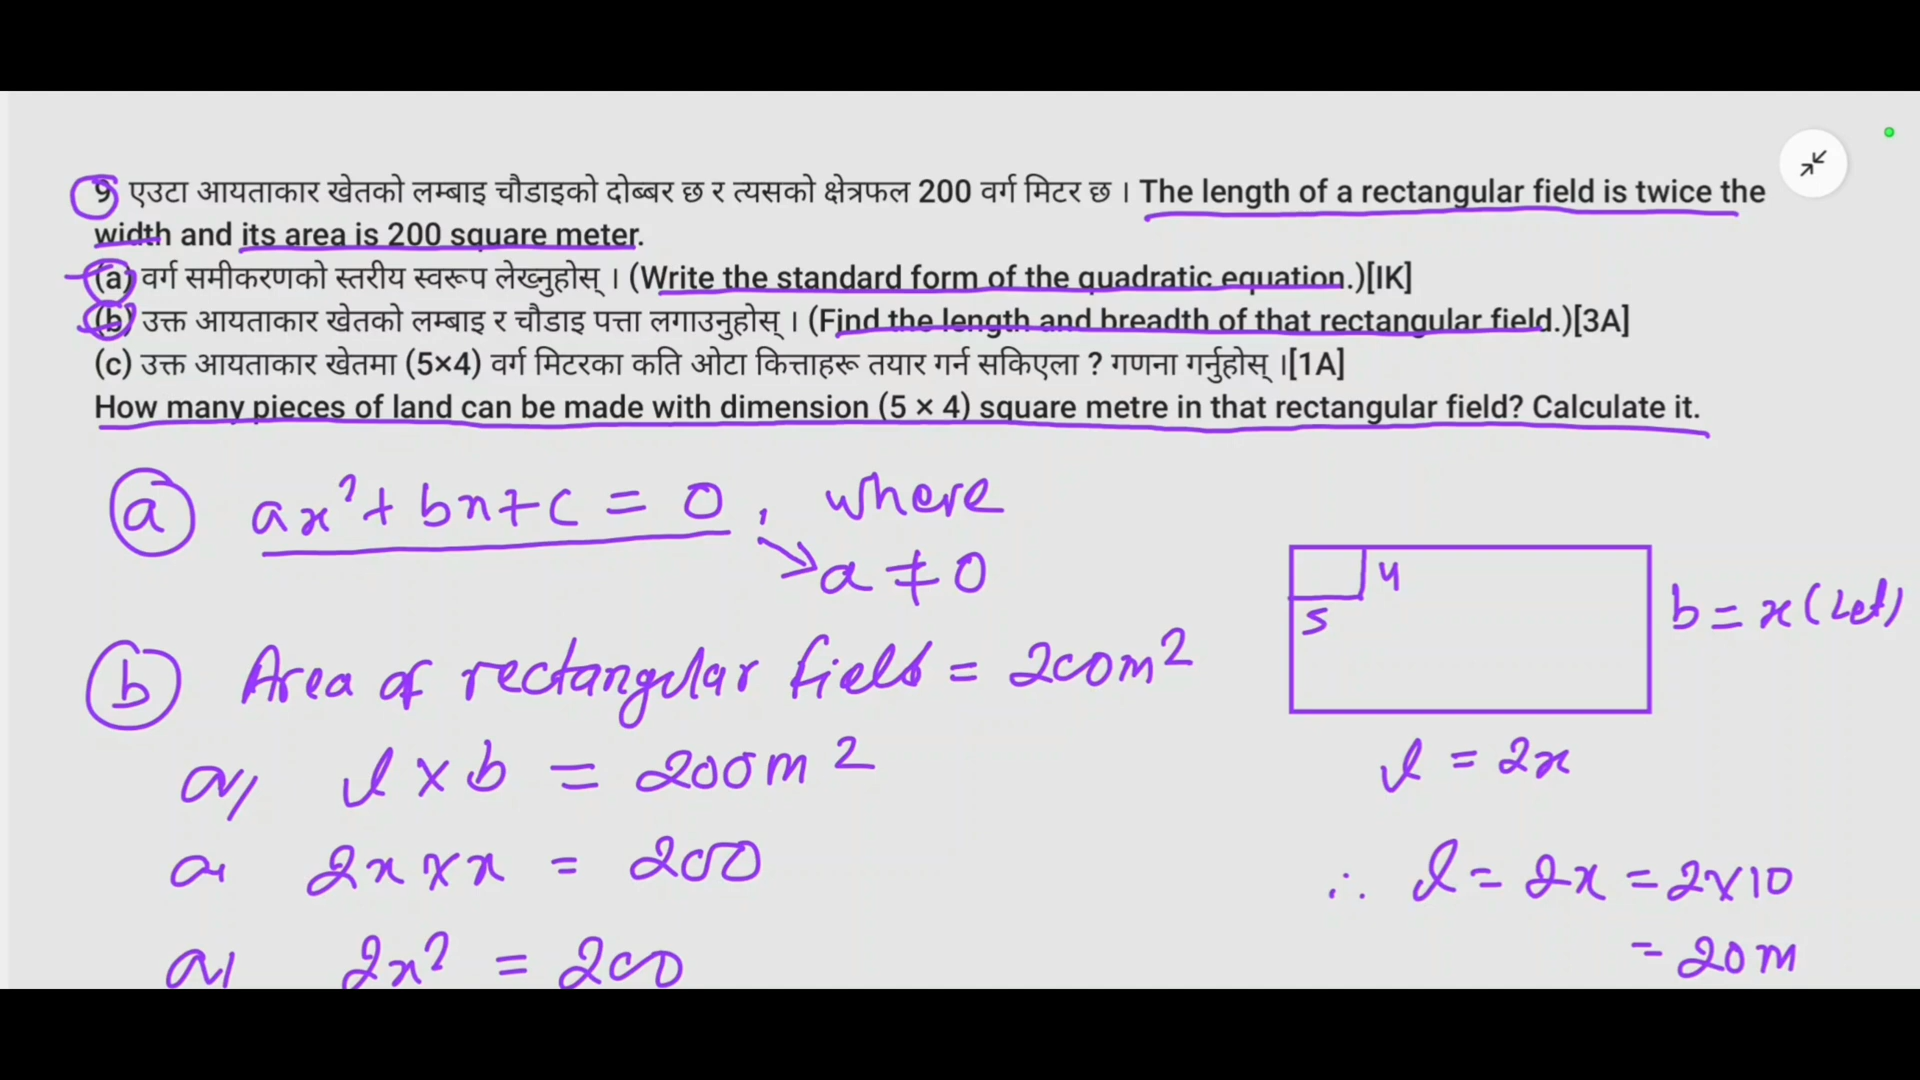 9 एउटा आयताकार खेतको लम्बाइ चौडाइको दोब्बर छ र त्यसको क्षेत्रफल 200 वर्ग मिटर छ । The length of a rectangular field is twice the
width and its area is 200 square meter.
(a) वर्ग समीकरणको स्तरीय स्वरूप लेख्नुहोस् । (Write the standard form of the quadratic equation.)[IK]
(b) उक्त आयताकार खेतको लम्बाइ र चौडाइ पत्ता लगाउनुहोस् । (Find the length and breadth of that rectangular field.)[3A]
(c) उक्त आयताकार खेतमा (5×4) वर्ग मिटरका कति ओटा कित्ताहरू तयार गर्न सकिएला ? गणना गर्नुहोस् ।[1A]
How many pieces of land can be made with dimension (5 × 4) square metre in that rectangular field? Calculate it.
a ax²+bx+c = 0, where
a ≠ 0
4
5
b = x (Let)
b Area of rectangular field = 200m²
or, l × b = 200m²
l = 2x
or 2x × x = 200
∴ l = 2x = 2×10
= 20 m
or 2x² = 200